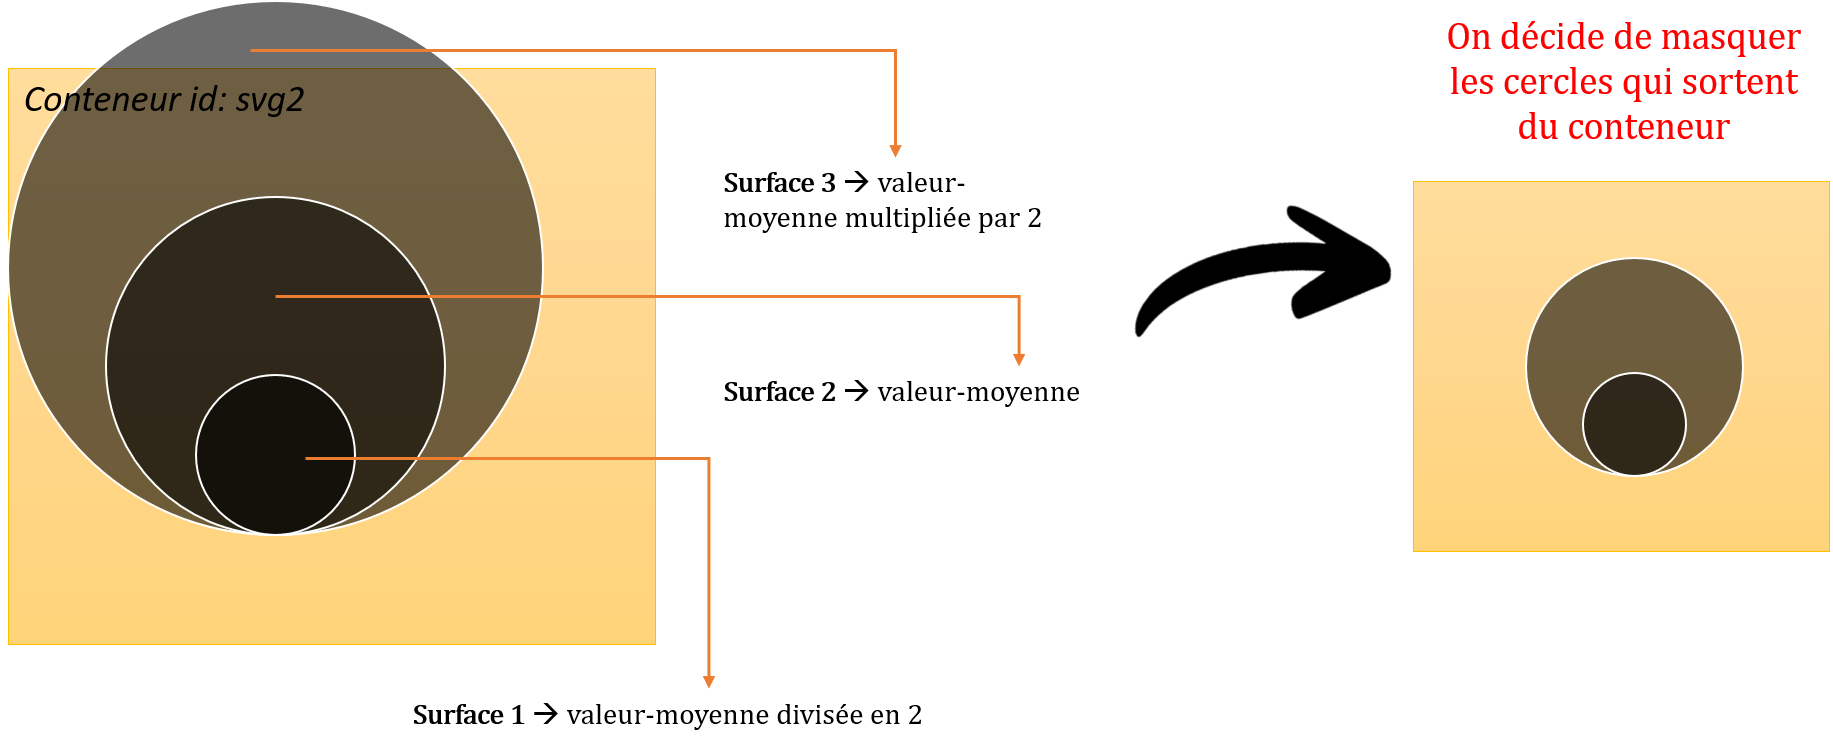 Conteneur id: svg2
On décide de masquer
les cercles qui sortent
du conteneur
Surface 3 → valeur-
moyenne multipliée par 2
Surface 2 → valeur-moyenne
Surface 1 → valeur-moyenne divisée en 2